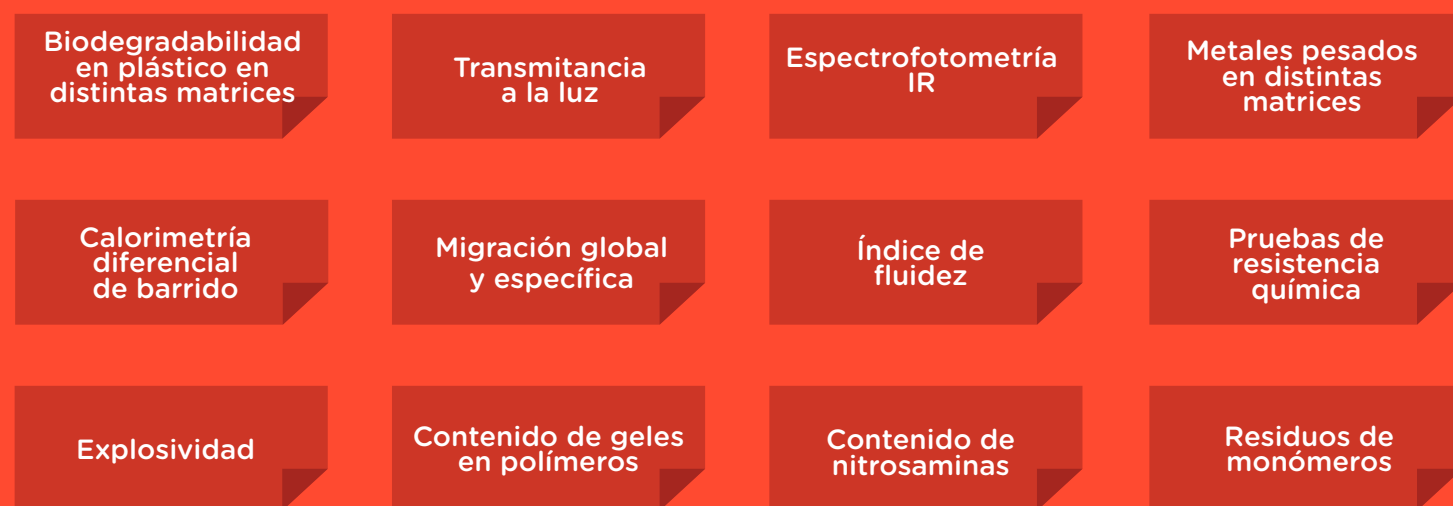 Biodegradabilidad
en plástico en
distintas matrices
Transmitancia
a la luz
Espectrofotometría
IR
Metales pesados
en distintas
matrices
Calorimetría
diferencial
de barrido
Migración global
y específica
Índice de
fluidez
Pruebas de
resistencia
química
Explosividad
Contenido de geles
en polímeros
Contenido de
nitrosaminas
Residuos de
monómeros